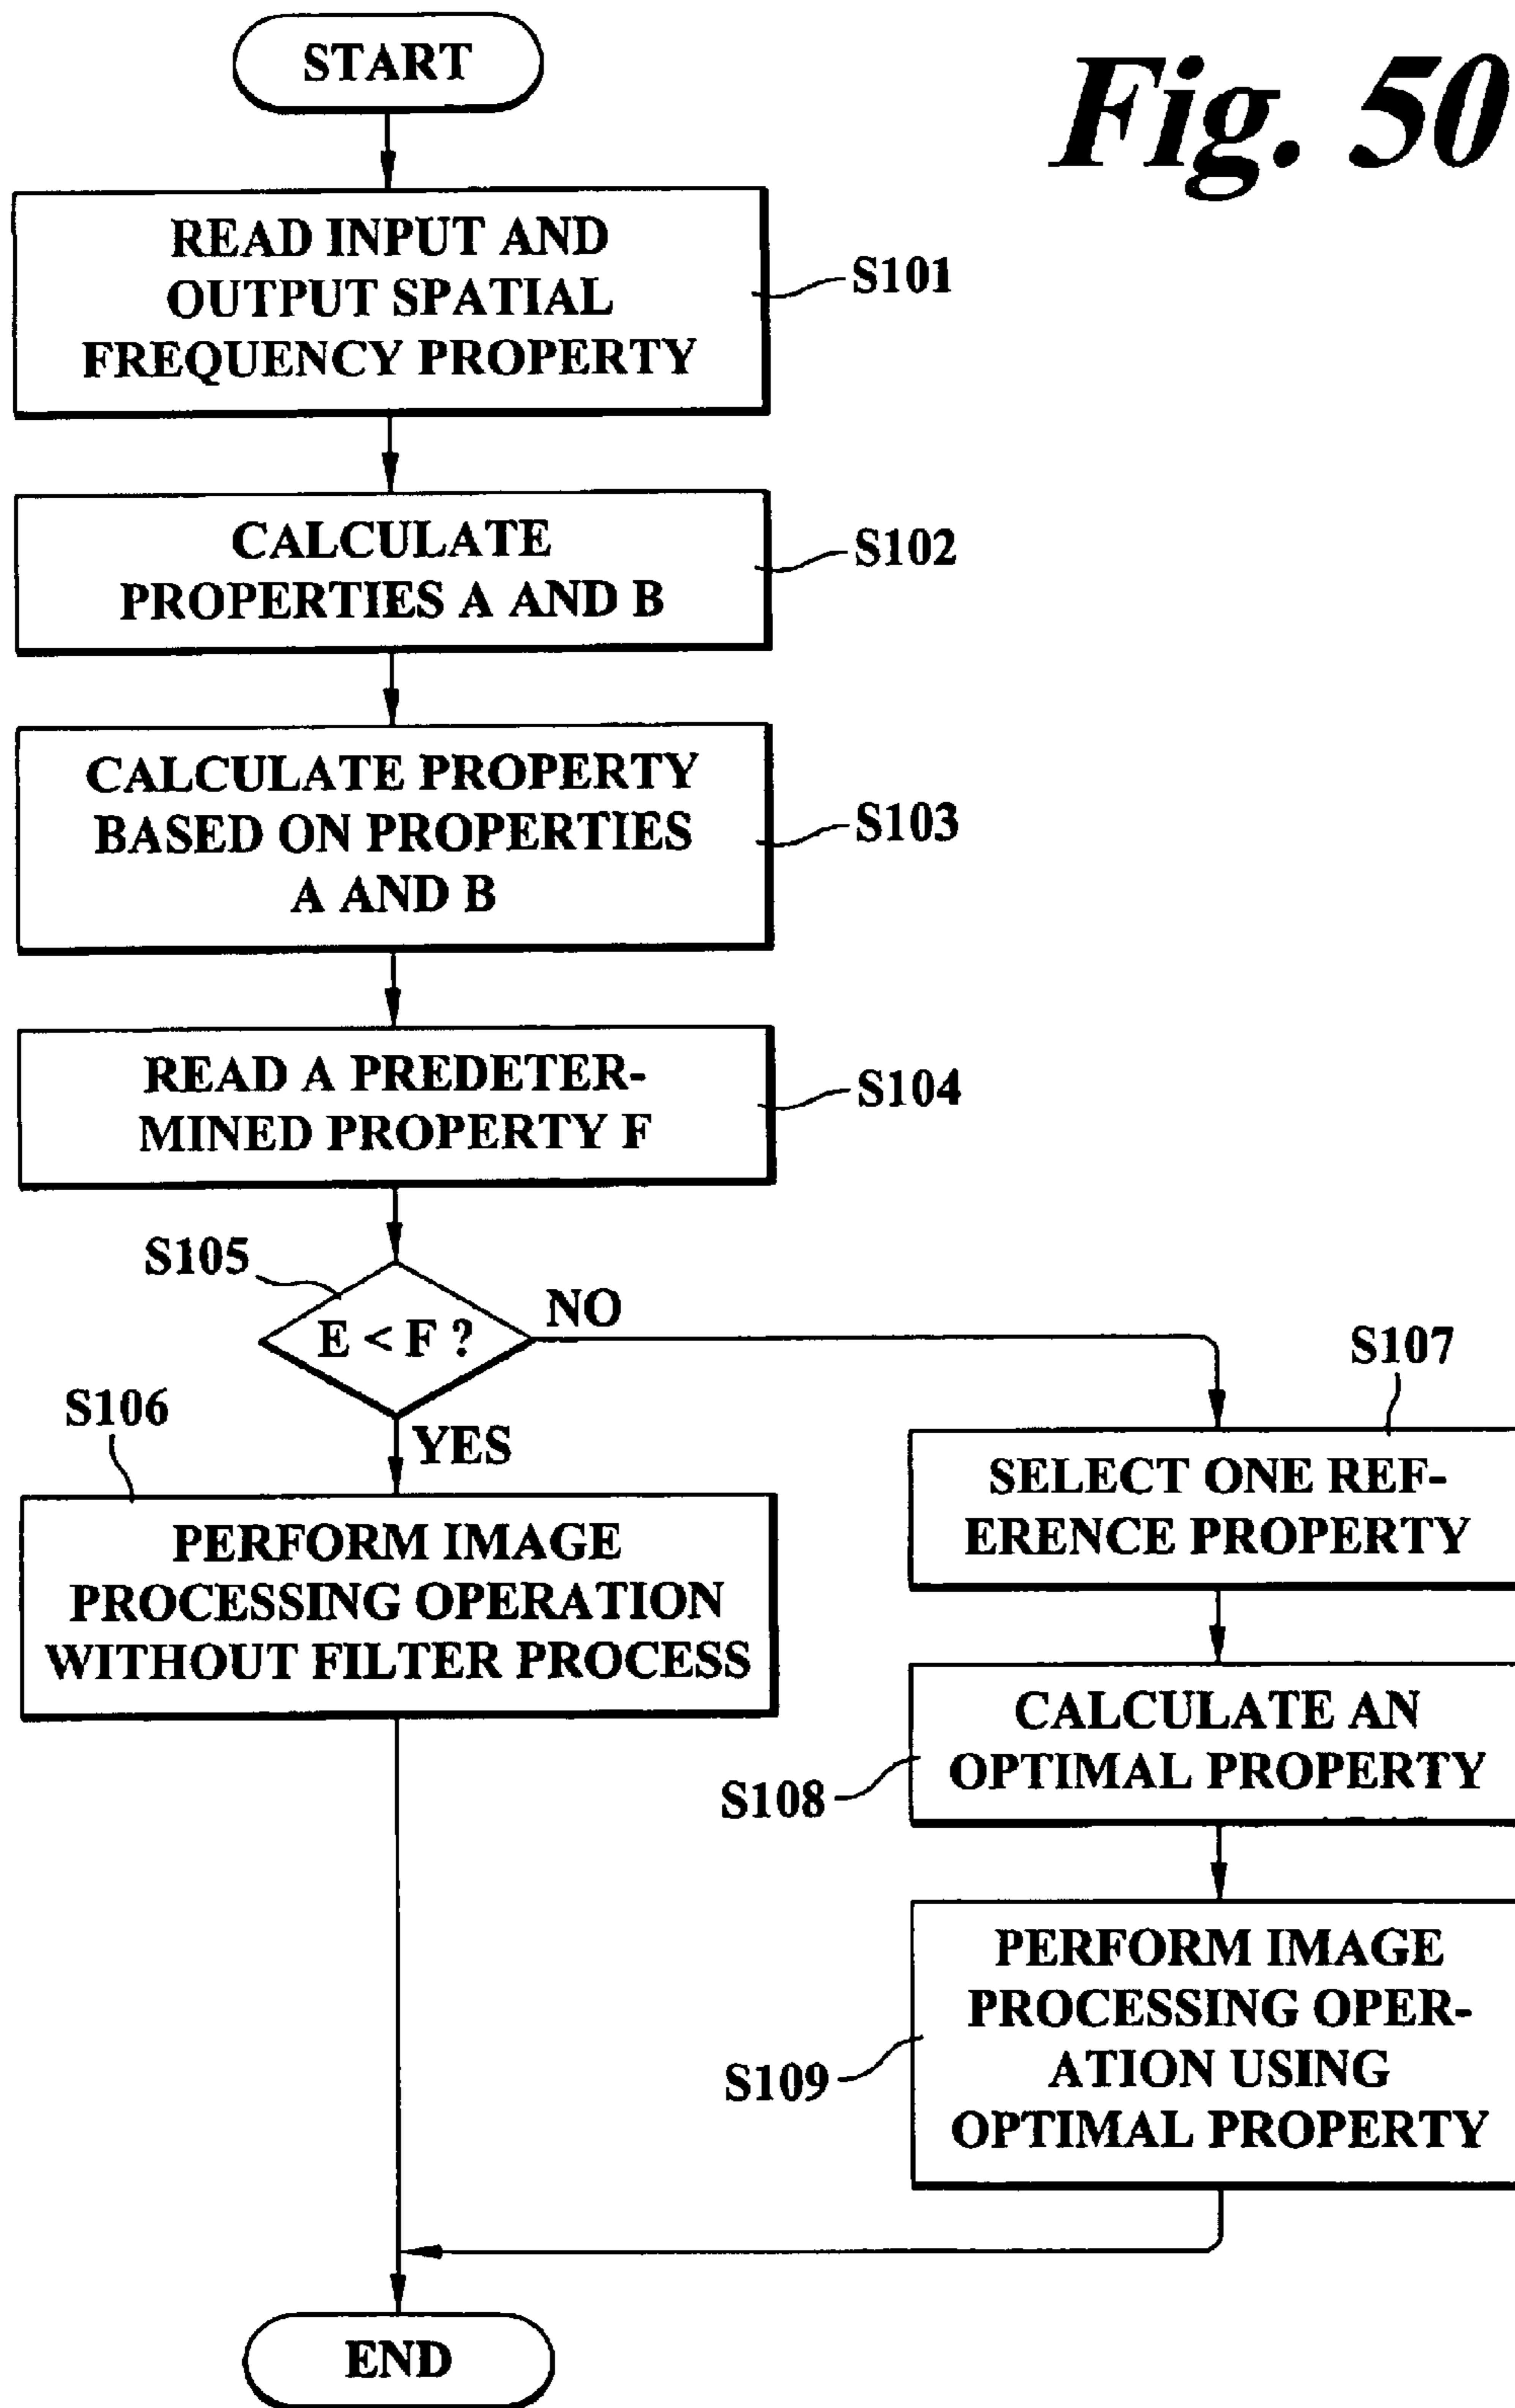 Fig. 50
START
READ INPUT AND
OUTPUT SPATIAL
FREQUENCY PROPERTY
S101
CALCULATE
PROPERTIES A AND B
S102
CALCULATE PROPERTY
BASED ON PROPERTIES
A AND B
S103
READ A PREDETER-
MINED PROPERTY F
S104
S105
E < F ?
NO
YES
S106
PERFORM IMAGE
PROCESSING OPERATION
WITHOUT FILTER PROCESS
S107
SELECT ONE REF-
ERENCE PROPERTY
CALCULATE AN
OPTIMAL PROPERTY
S108
PERFORM IMAGE
PROCESSING OPER-
ATION USING
OPTIMAL PROPERTY
S109
END